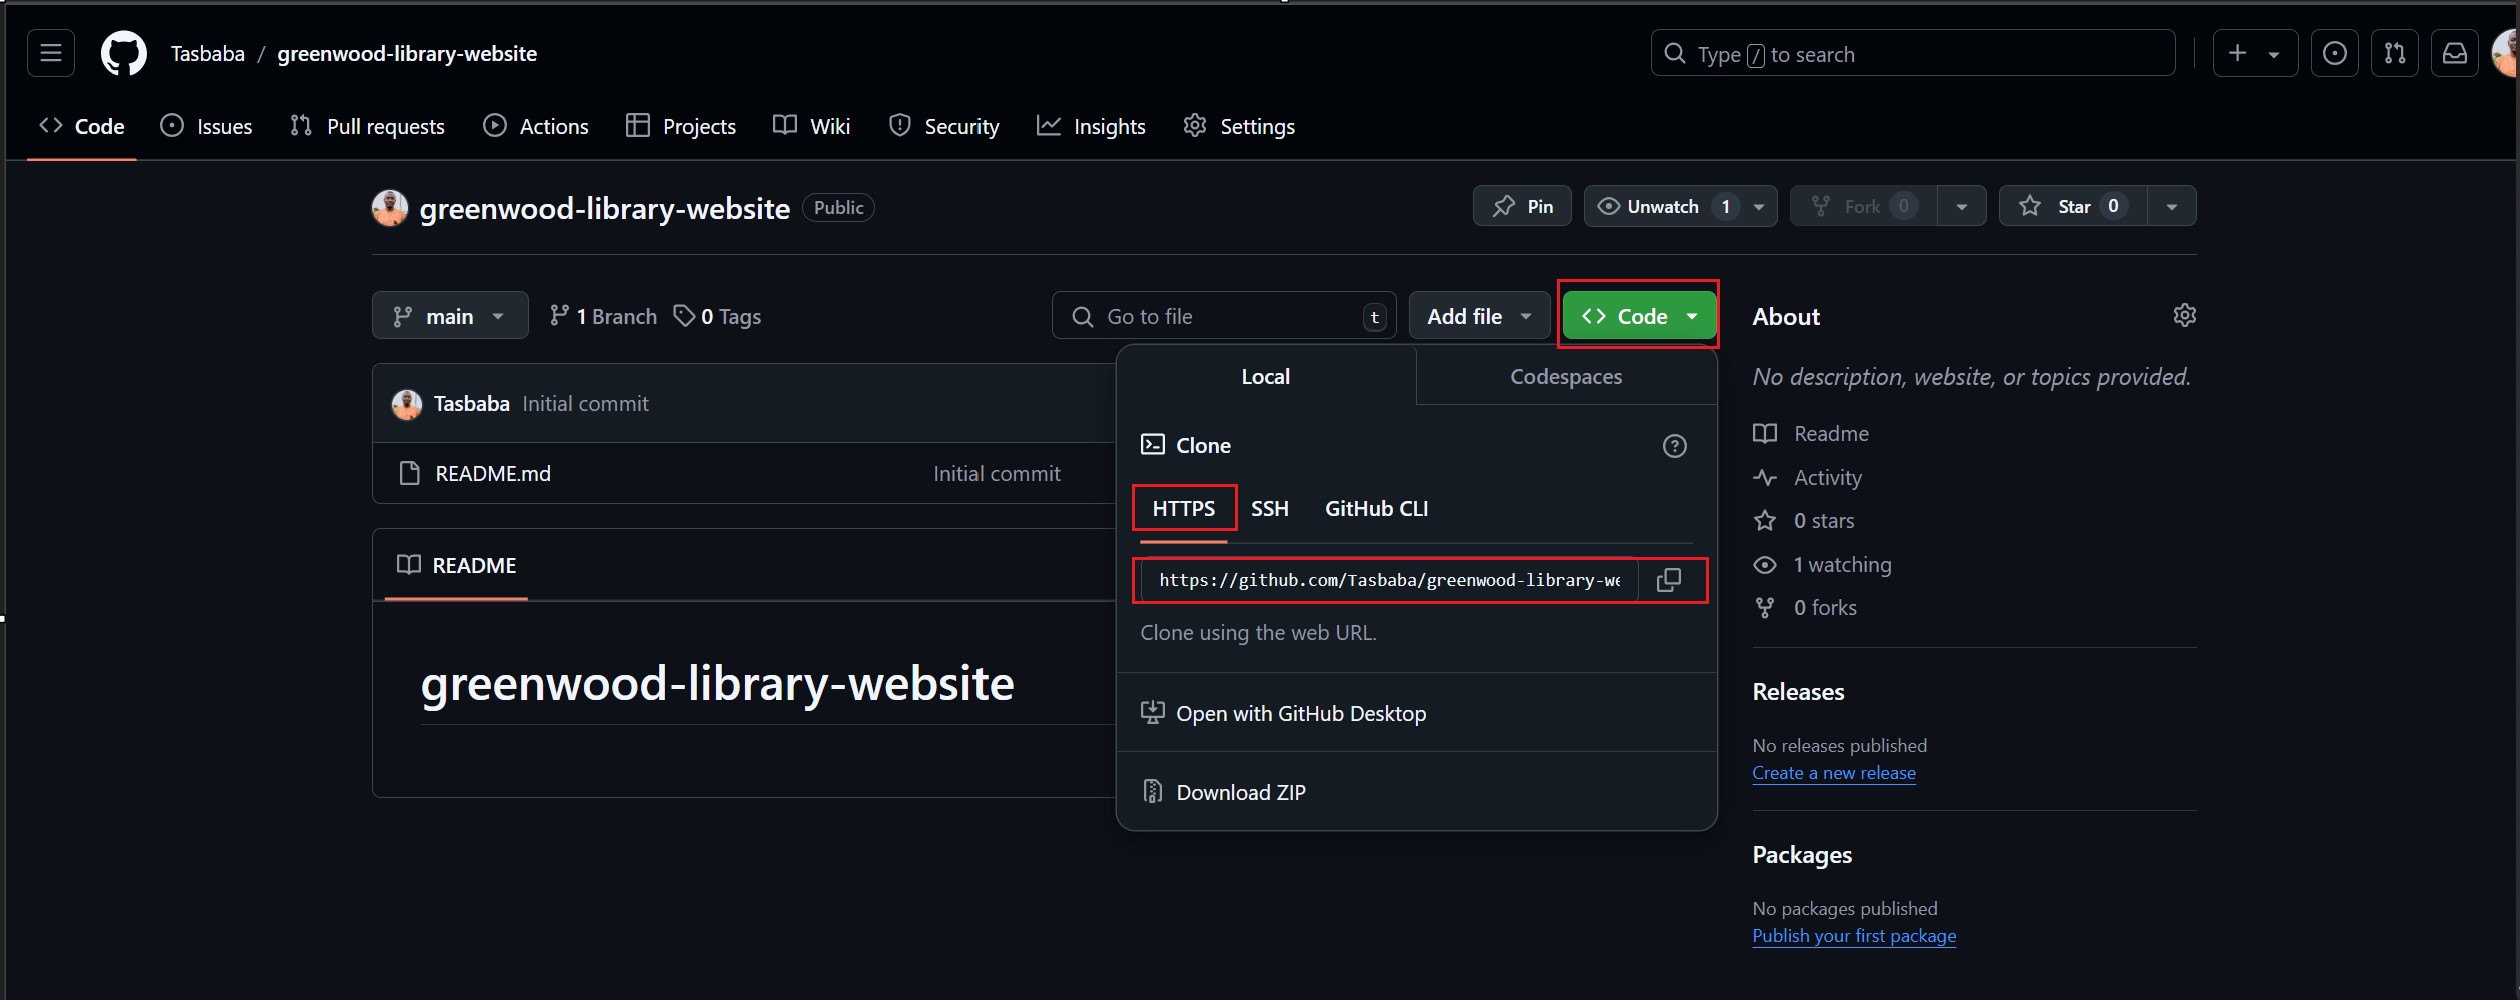 Tasbaba / greenwood-library-website
Type / to search
Code Issues Pull requests Actions Projects Wiki Security Insights Settings
greenwood-library-website Public
Pin Unwatch 1 Fork 0 Star 0
main 1 Branch 0 Tags Go to file t Add file Code
Tasbaba Initial commit
README.md Initial commit
README
greenwood-library-website
Local Codespaces
Clone
HTTPS SSH GitHub CLI
https://github.com/Tasbaba/greenwood-library-we
Clone using the web URL.
Open with GitHub Desktop
Download ZIP
About
No description, website, or topics provided.
Readme
Activity
0 stars
1 watching
0 forks
Releases
No releases published
Create a new release
Packages
No packages published
Publish your first package